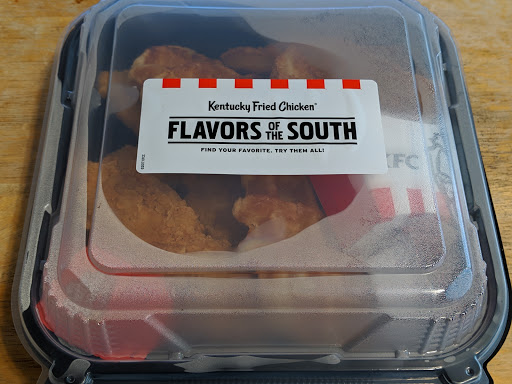 Kentucky Fried Chicken®
FLAVORS OF THE SOUTH
FIND YOUR FAVORITE. TRY THEM ALL!
KFC